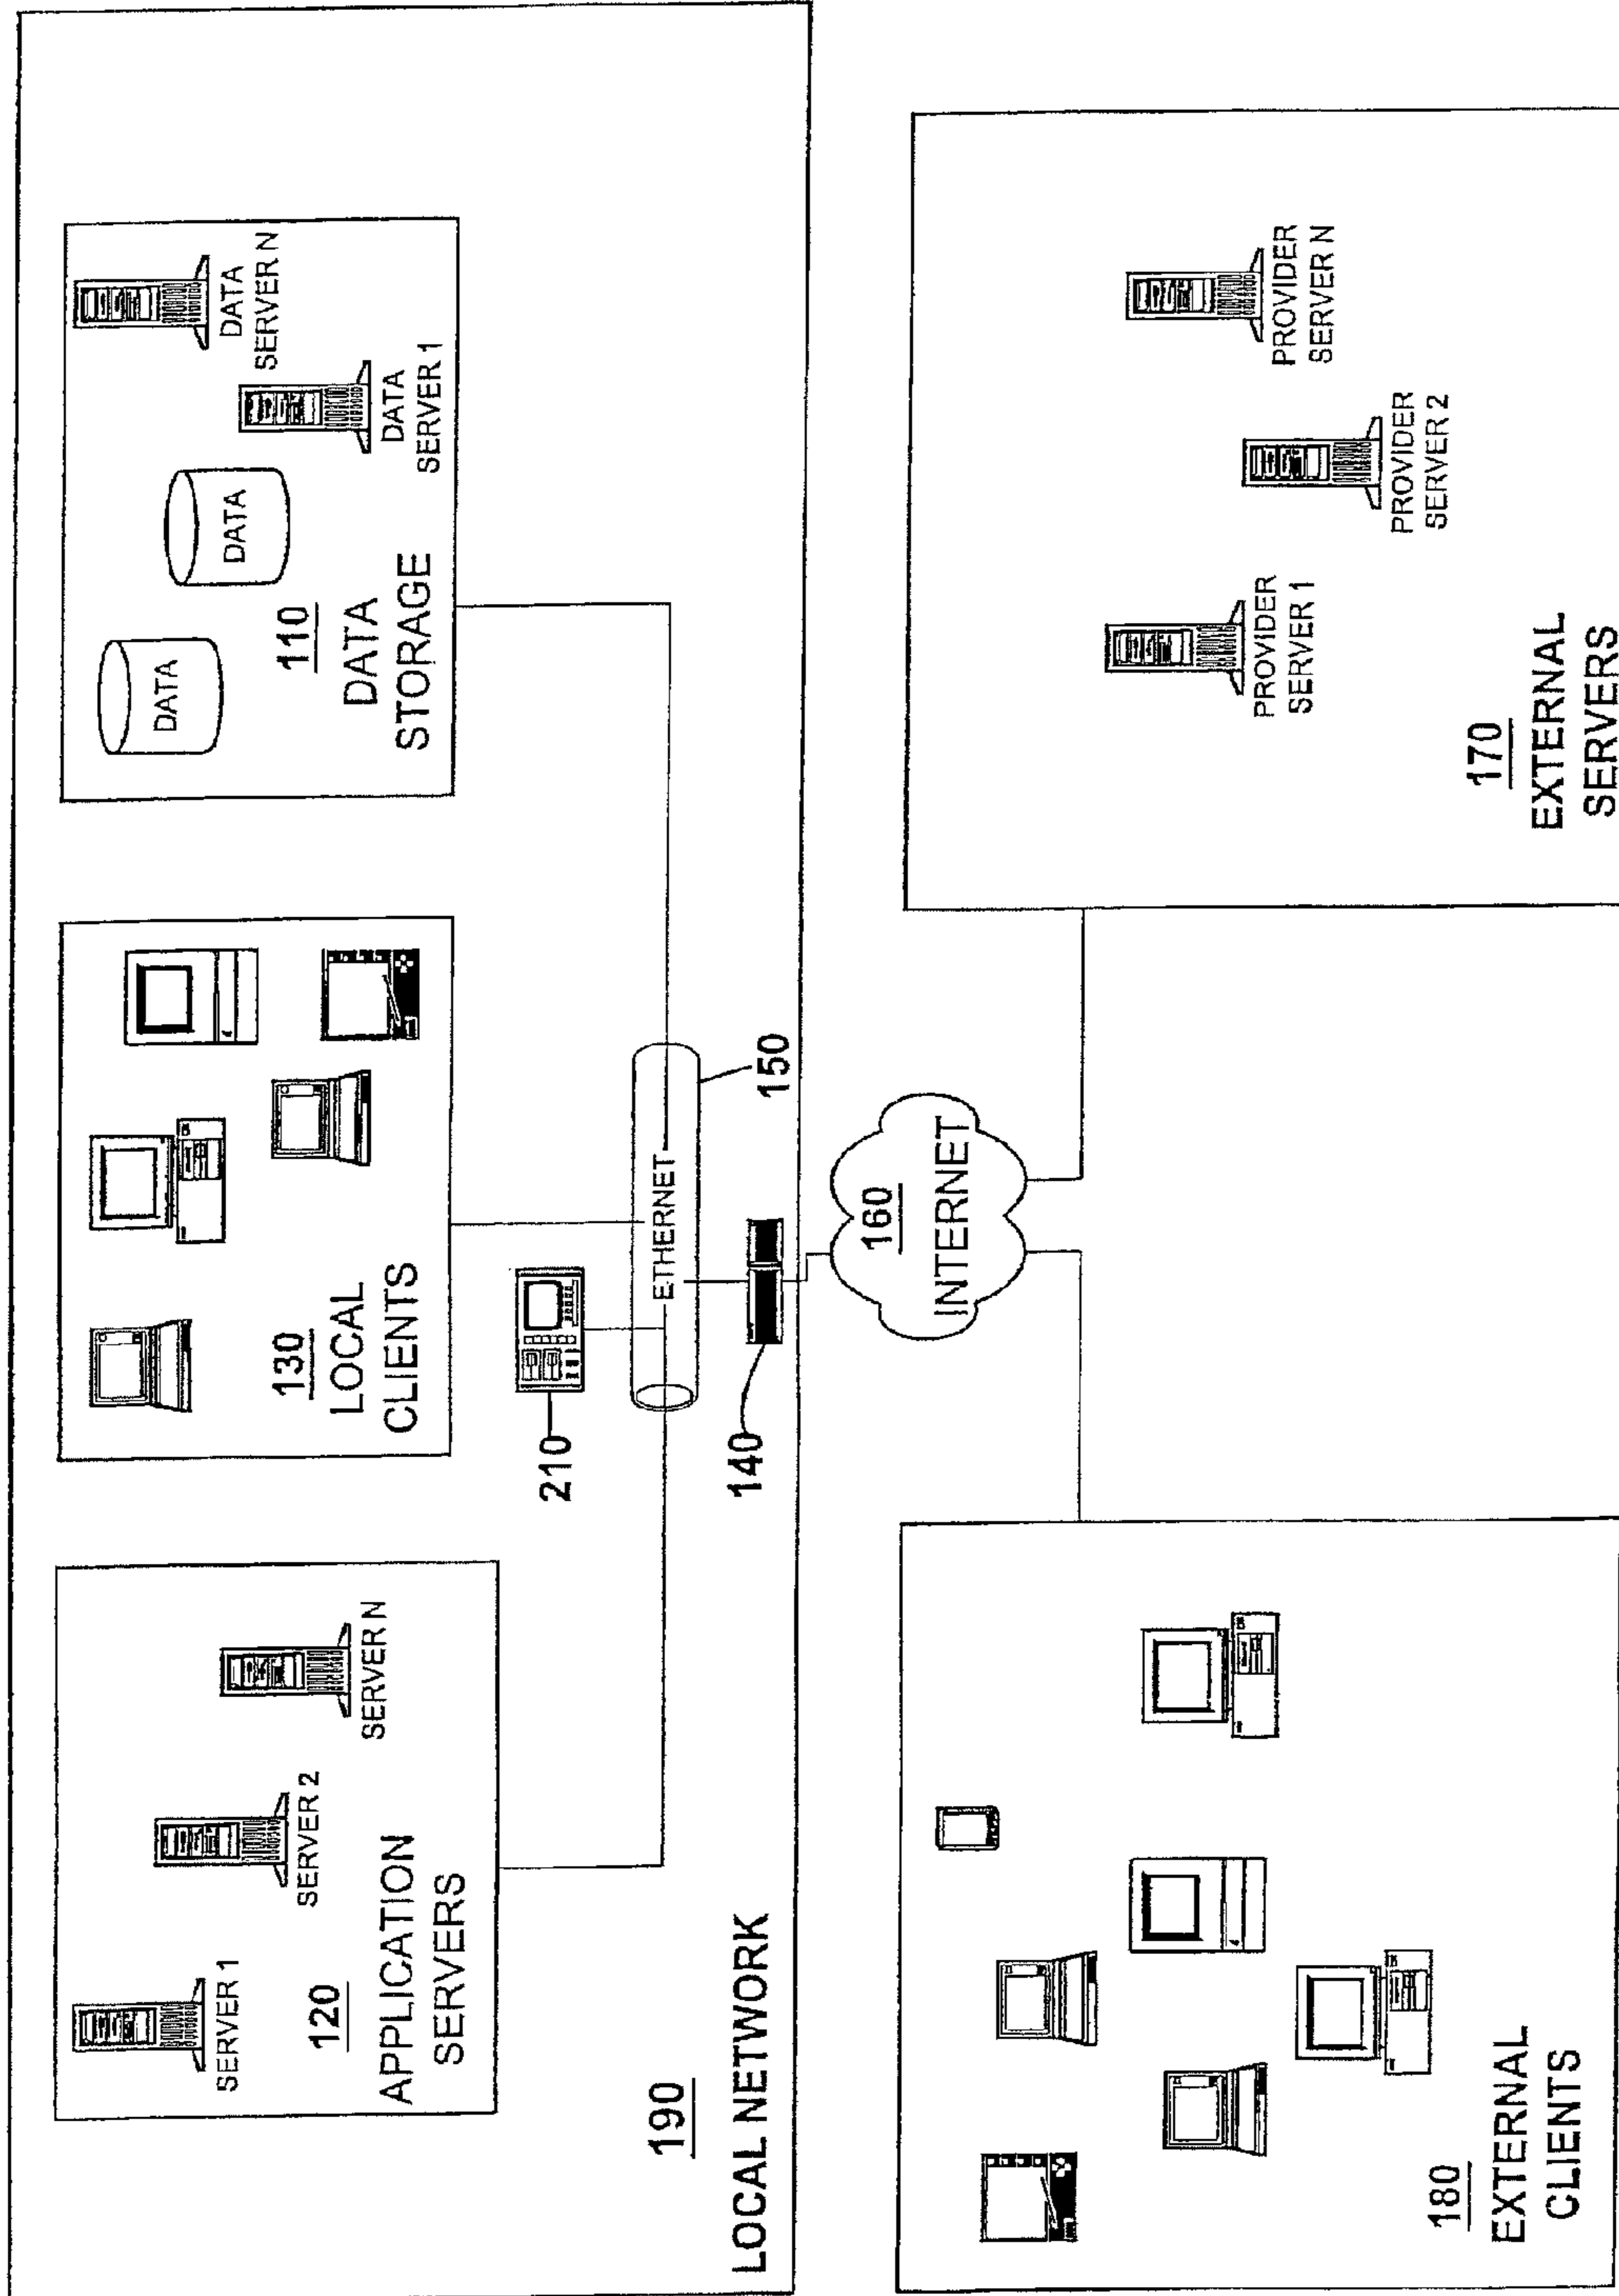 SERVER 1
SERVER 2
SERVER N
120
APPLICATION
SERVERS
130
LOCAL
CLIENTS
DATA
DATA
DATA
SERVER N
DATA
SERVER 1
110
DATA
STORAGE
210
ETHERNET
150
140
190
LOCAL NETWORK
160
INTERNET
180
EXTERNAL
CLIENTS
PROVIDER
SERVER 1
PROVIDER
SERVER 2
PROVIDER
SERVER N
170
EXTERNAL
SERVERS